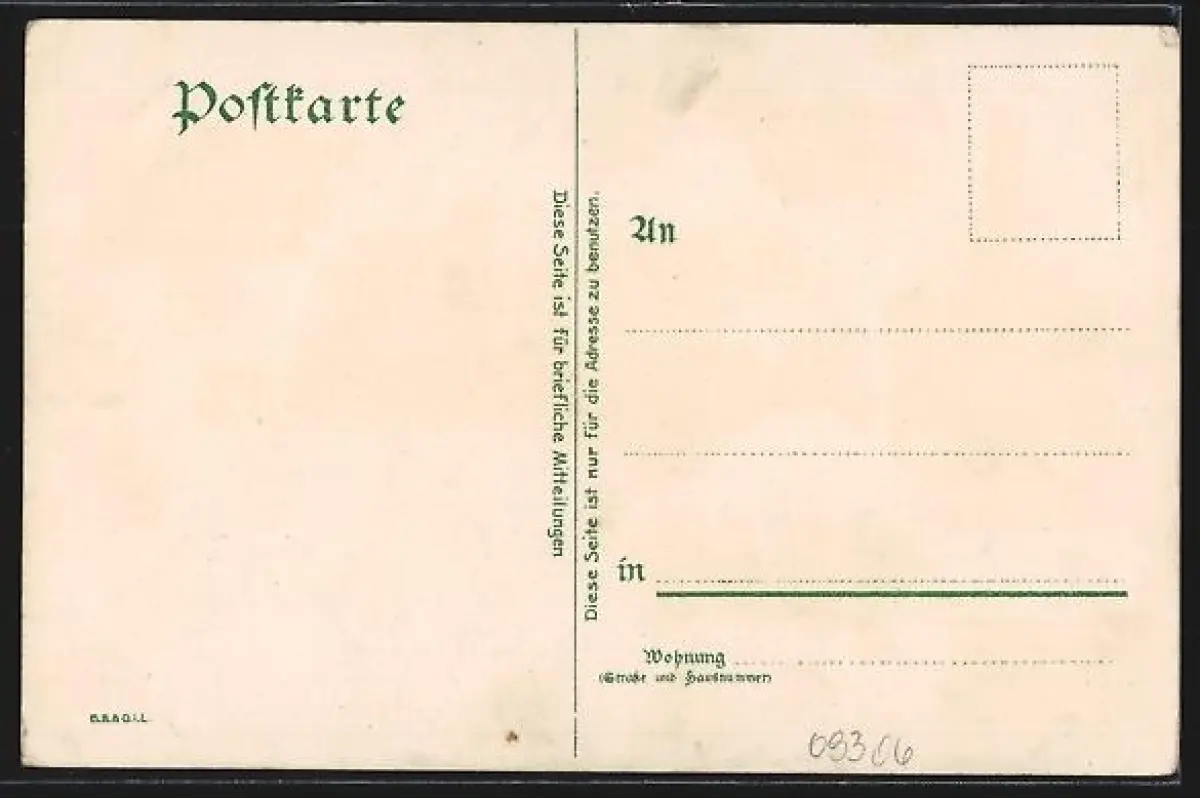 Postkarte
Diese Seite ist für briefliche Mitteilungen
Diese Seite ist nur für die Adresse zu benutzen.
An
in
Wohnung
(Straße und Hausnummer)
09306